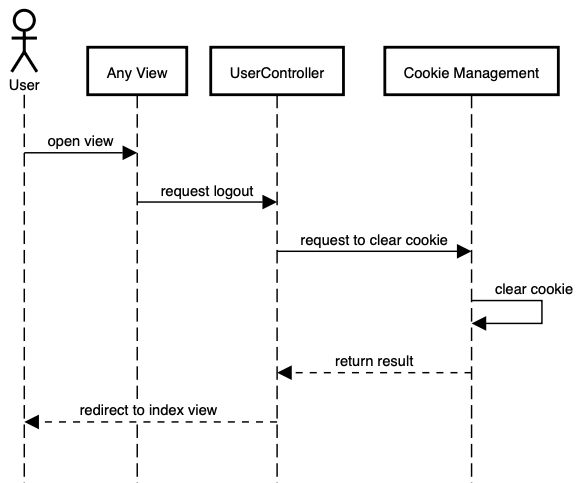 User
Any View
UserController
Cookie Management
open view
request logout
request to clear cookie
clear cookie
return result
redirect to index view